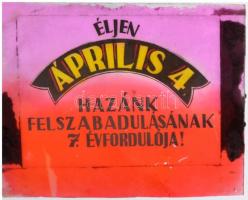 ÉLJEN
ÁPRILIS 4
HAZÁNK
FELSZABADULÁSÁNAK
7. ÉVFORDULÓJA!